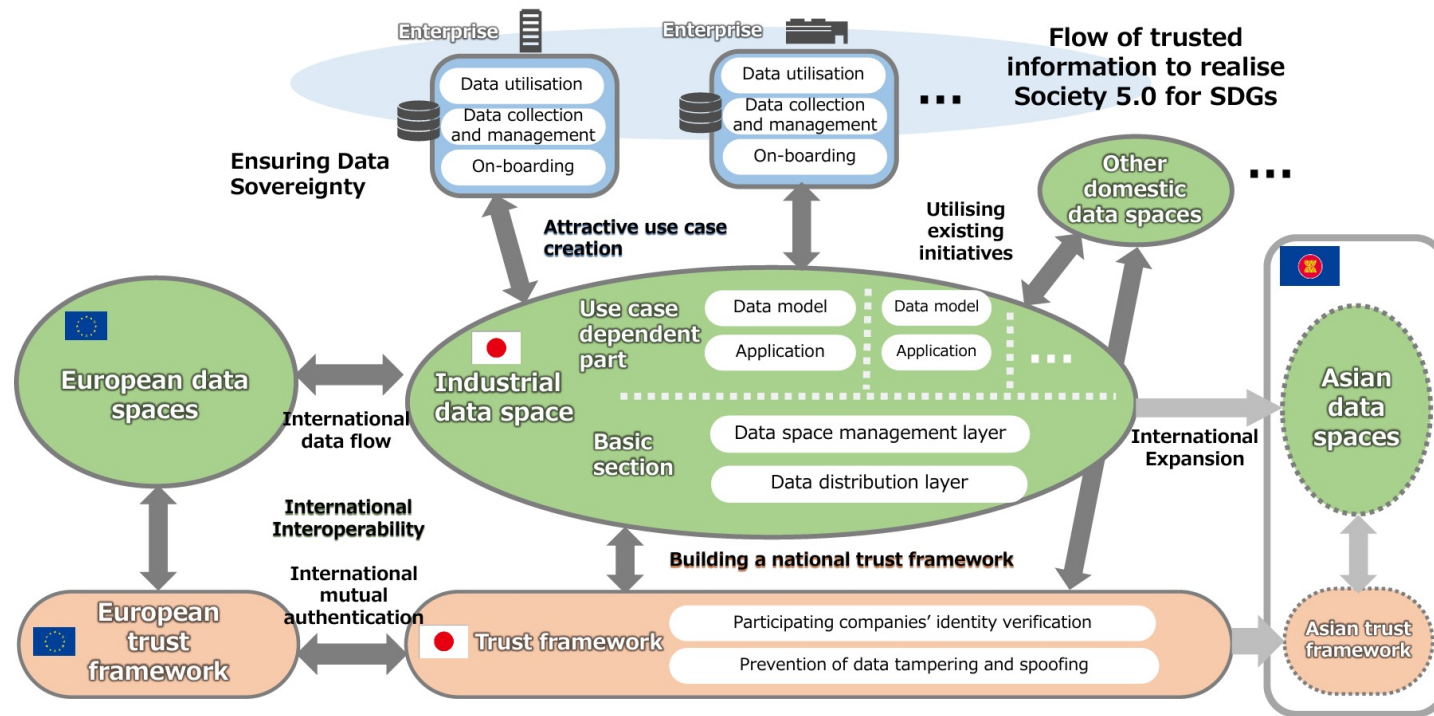 Enterprise
Data utilisation
Data collection
and management
On-boarding
Enterprise
Data utilisation
Data collection
and management
On-boarding
...
Flow of trusted
information to realise
Society 5.0 for SDGs
Ensuring Data
Sovereignty
Attractive use case
creation
Utilising
existing
initiatives
Other
domestic
data spaces
...
European data
spaces
International
data flow
Industrial
data space
Use case
dependent
part
Data model
Application
Data model
Application
...
Basic
section
Data space management layer
Data distribution layer
International
Expansion
Asian
data
spaces
International
Interoperability
Building a national trust framework
International
mutual
authentication
European
trust
framework
Trust framework
Participating companies’ identity verification
Prevention of data tampering and spoofing
Asian trust
framework